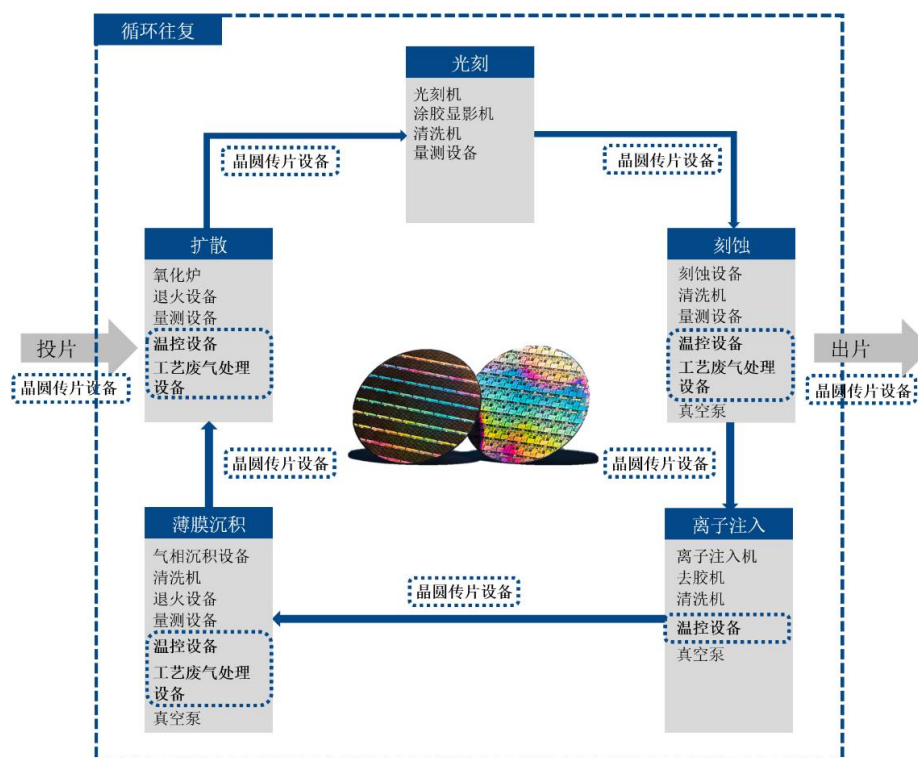 循环往复
光刻
光刻机
涂胶显影机
清洗机
量测设备
晶圆传片设备
晶圆传片设备
扩散
氧化炉
退火设备
量测设备
温控设备
工艺废气处理
设备
刻蚀
刻蚀设备
清洗机
量测设备
温控设备
工艺废气处理
设备
真空泵
投片
晶圆传片设备
出片
晶圆传片设备
晶圆传片设备
晶圆传片设备
薄膜沉积
气相沉积设备
清洗机
退火设备
量测设备
温控设备
工艺废气处理
设备
真空泵
晶圆传片设备
离子注入
离子注入机
去胶机
清洗机
温控设备
真空泵